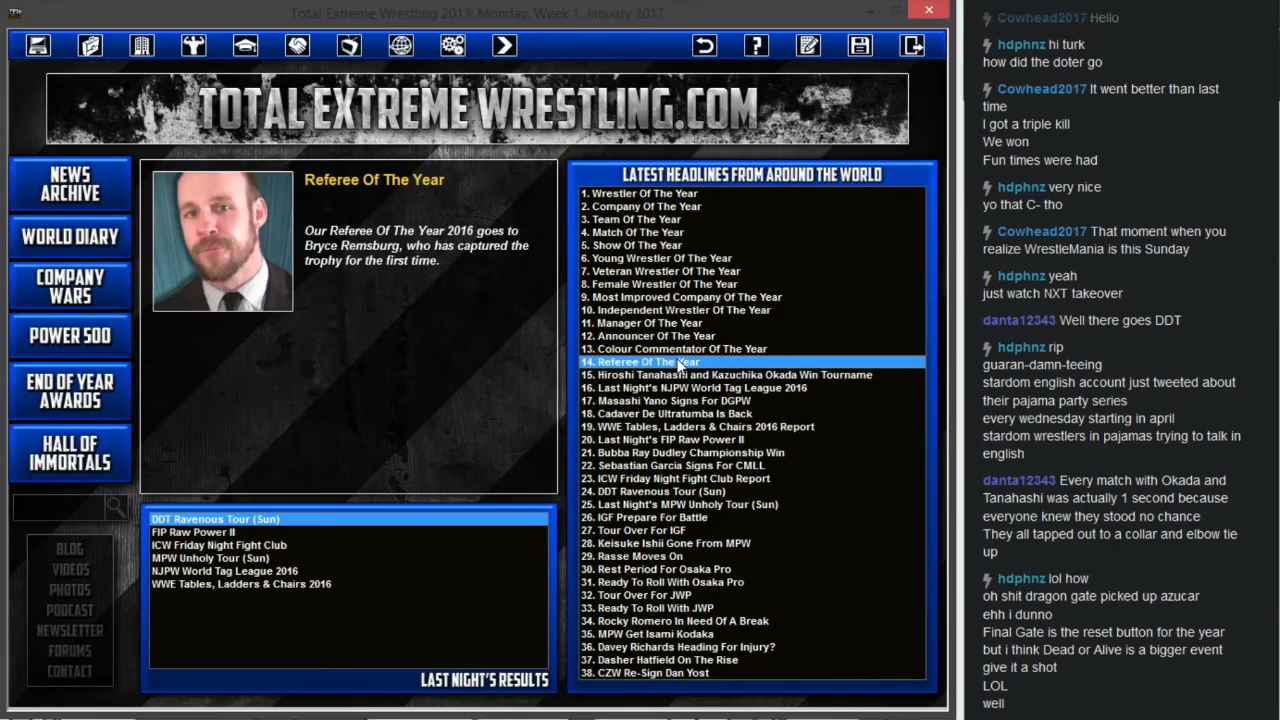 Total Extreme Wrestling 2013: Monday, Week 1, January 2017
TOTAL EXTREME WRESTLING.COM
NEWS
ARCHIVE
WORLD DIARY
COMPANY
WARS
POWER 500
END OF YEAR
AWARDS
HALL OF
IMMORTALS
BLOG
VIDEOS
PHOTOS
PODCAST
NEWSLETTER
FORUMS
CONTACT
Referee Of The Year
Our Referee Of The Year 2016 goes to
Bryce Remsburg, who has captured the
trophy for the first time.
DDT Ravenous Tour (Sun)
FIP Raw Power II
ICW Friday Night Fight Club
MPW Unholy Tour (Sun)
NJPW World Tag League 2016
WWE Tables, Ladders & Chairs 2016
LAST NIGHT'S RESULTS
LATEST HEADLINES FROM AROUND THE WORLD
1. Wrestler Of The Year
2. Company Of The Year
3. Team Of The Year
4. Match Of The Year
5. Show Of The Year
6. Young Wrestler Of The Year
7. Veteran Wrestler Of The Year
8. Female Wrestler Of The Year
9. Most Improved Company Of The Year
10. Independent Wrestler Of The Year
11. Manager Of The Year
12. Announcer Of The Year
13. Colour Commentator Of The Year
14. Referee Of The Year
15. Hiroshi Tanahashi and Kazuchika Okada Win Tourname
16. Last Night's NJPW World Tag League 2016
17. Masashi Yano Signs For DGPW
18. Cadaver De Ultratumba Is Back
19. WWE Tables, Ladders & Chairs 2016 Report
20. Last Night's FIP Raw Power II
21. Bubba Ray Dudley Championship Win
22. Sebastian Garcia Signs For CMLL
23. ICW Friday Night Fight Club Report
24. DDT Ravenous Tour (Sun)
25. Last Night's MPW Unholy Tour (Sun)
26. IGF Prepare For Battle
27. Tour Over For IGF
28. Keisuke Ishii Gone From MPW
29. Rasse Moves On
30. Rest Period For Osaka Pro
31. Ready To Roll With Osaka Pro
32. Tour Over For JWP
33. Ready To Roll With JWP
34. Rocky Romero In Need Of A Break
35. MPW Get Isami Kodaka
36. Davey Richards Heading For Injury?
37. Dasher Hatfield On The Rise
38. CZW Re-Sign Dan Yost
Cowhead2017 Hello
hdphnz hi turk
how did the doter go
Cowhead2017 It went better than last
time
I got a triple kill
We won
Fun times were had
hdphnz very nice
yo that C- tho
Cowhead2017 That moment when you
realize WrestleMania is this Sunday
hdphnz yeah
just watch NXT takeover
danta12343 Well there goes DDT
hdphnz rip
guaran-damn-teeing
stardom english account just tweeted about
their pajama party series
every wednesday starting in april
stardom wrestlers in pajamas trying to talk in
english
danta12343 Every match with Okada and
Tanahashi was actually 1 second because
everyone knew they stood no chance
They all tapped out to a collar and elbow tie
up
hdphnz lol how
oh shit dragon gate picked up azucar
ehh i dunno
Final Gate is the reset button for the year
but i think Dead or Alive is a bigger event
give it a shot
LOL
well